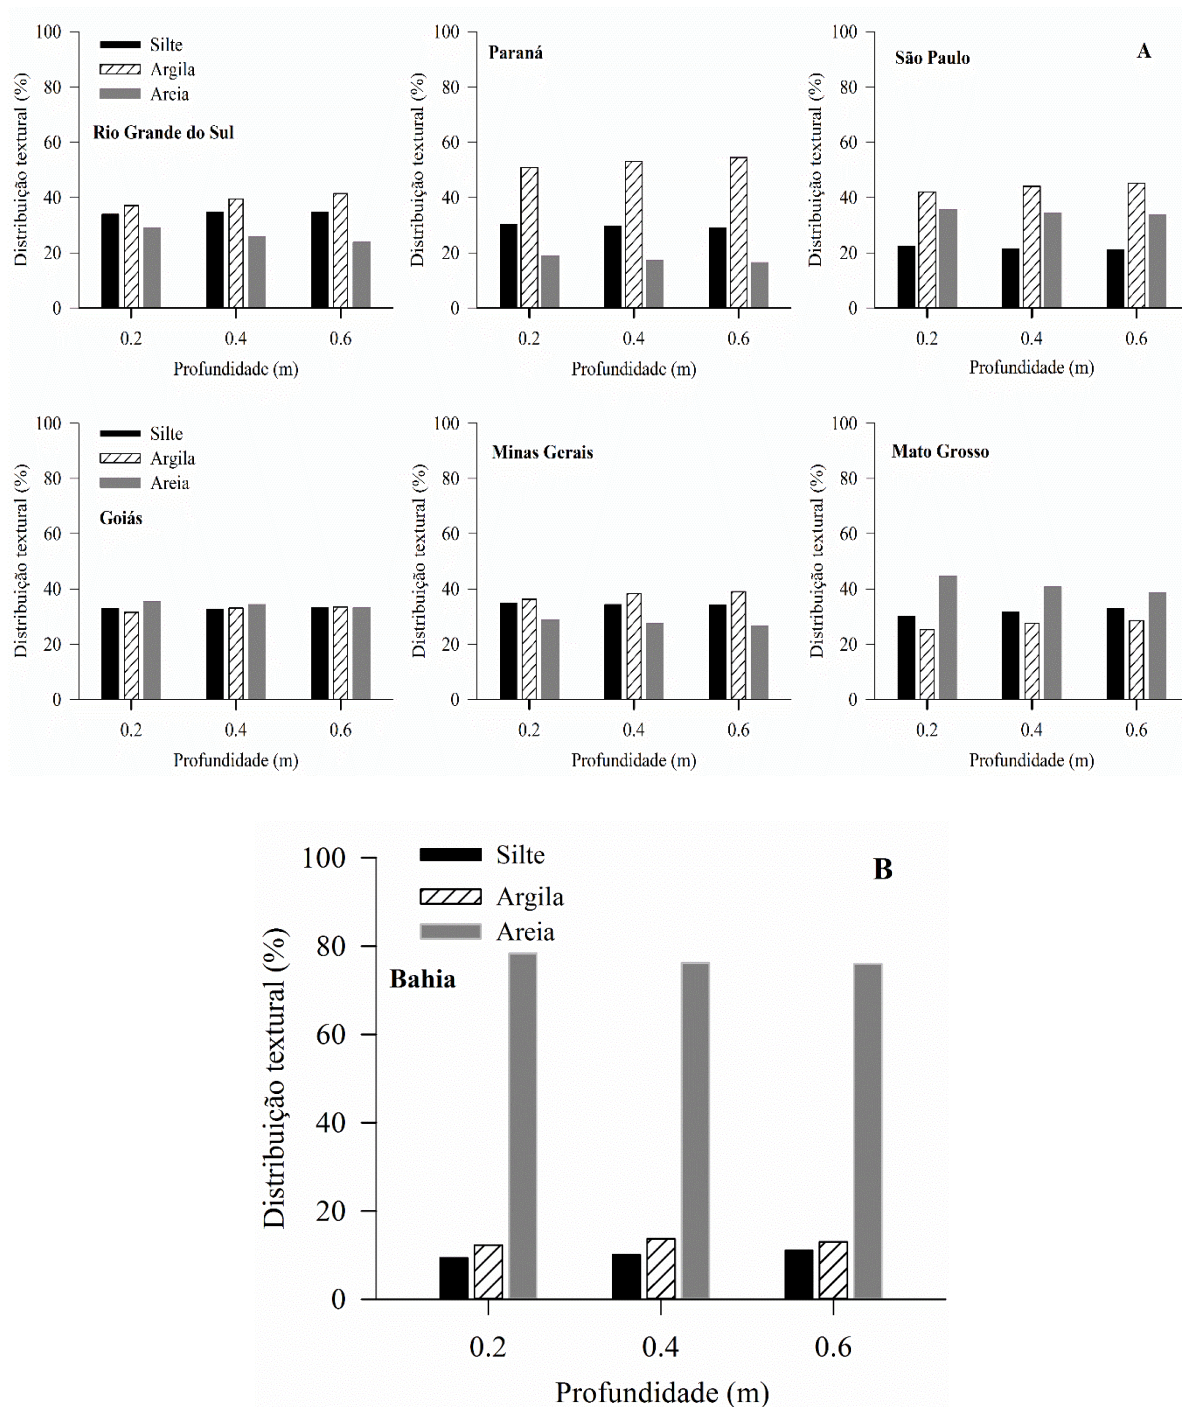 Distribuição textural (%)
100
80
60
40
20
0
Silte
Argila
Areia
Rio Grande do Sul
0.2 0.4 0.6
Profundidade (m)
Distribuição textural (%)
100
80
60
40
20
0
Paraná
0.2 0.4 0.6
Profundidade (m)
Distribuição textural (%)
100
80
60
40
20
0
São Paulo
A
0.2 0.4 0.6
Profundidade (m)
Distribuição textural (%)
100
80
60
40
20
0
Silte
Argila
Areia
Goiás
0.2 0.4 0.6
Profundidade (m)
Distribuição textural (%)
100
80
60
40
20
0
Minas Gerais
0.2 0.4 0.6
Profundidade (m)
Distribuição textural (%)
100
80
60
40
20
0
Mato Grosso
0.2 0.4 0.6
Profundidade (m)
Distribuição textural (%)
100
80
60
40
20
0
Silte
Argila
Areia
B
Bahia
0.2 0.4 0.6
Profundidade (m)